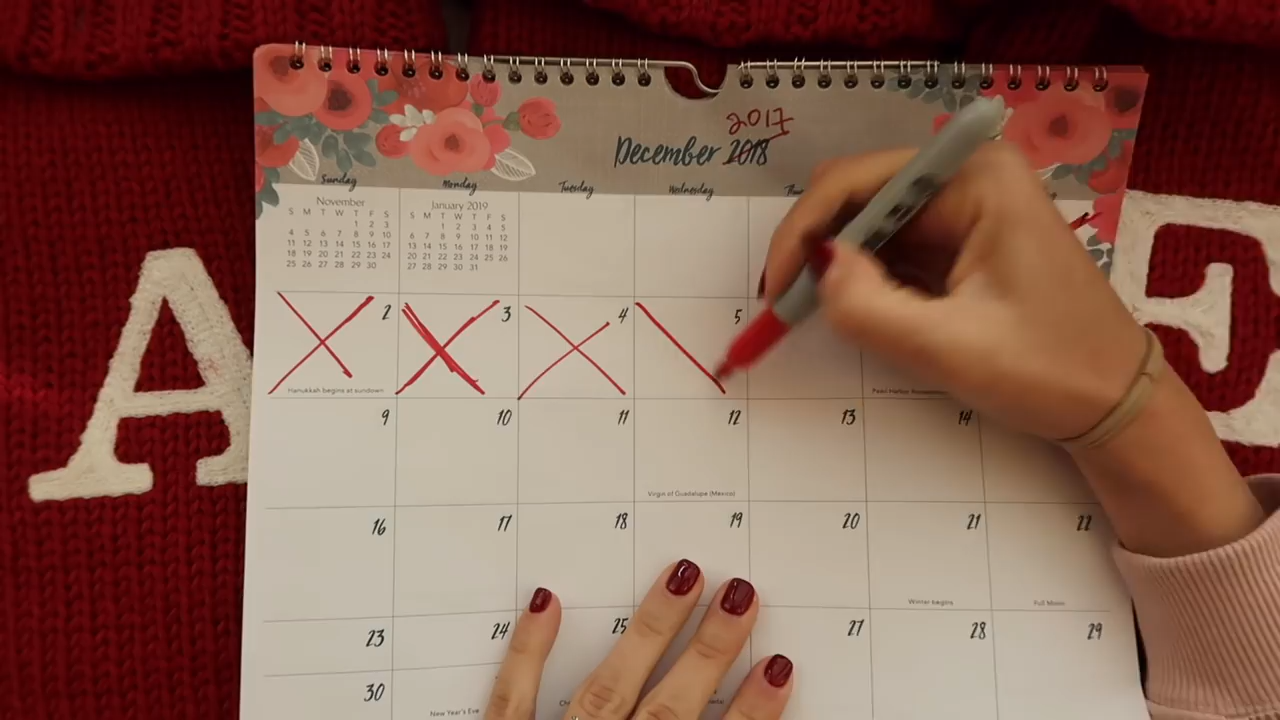 2017
December 2018
Sunday Monday Tuesday Wednesday
November
S M T W T F S
1 2 3
4 5 6 7 8 9 10
11 12 13 14 15 16 17
18 19 20 21 22 23 24
25 26 27 28 29 30
January 2019
S M T W T F S
1 2 3 4 5
6 7 8 9 10 11 12
13 14 15 16 17 18 19
20 21 22 23 24 25 26
27 28 29 30 31
A
E
2 3 4 5
Hanukkah begins at sundown
Pearl Harbor
9 10 11 12 13 14
Virgin of Guadalupe (Mexico)
16 17 18 19 20 21 22
Winter begins
Full Moon
23 24 25 27 28 29
30
New Year's Eve